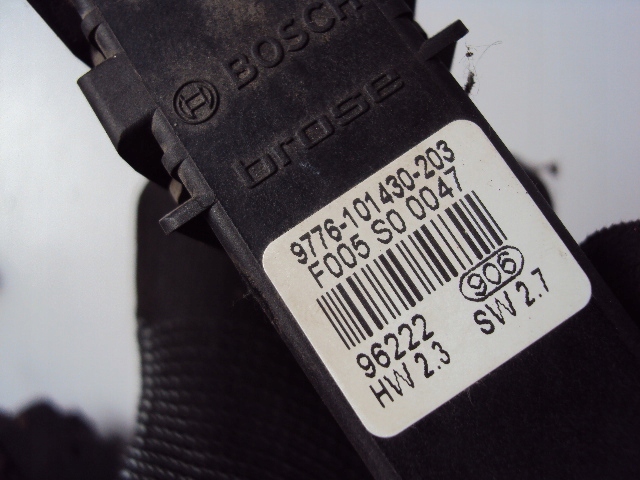 BOSCH
brose
9776-101430-203
F005 S0 0047
96222 906
HW 2.3 SW 2.7